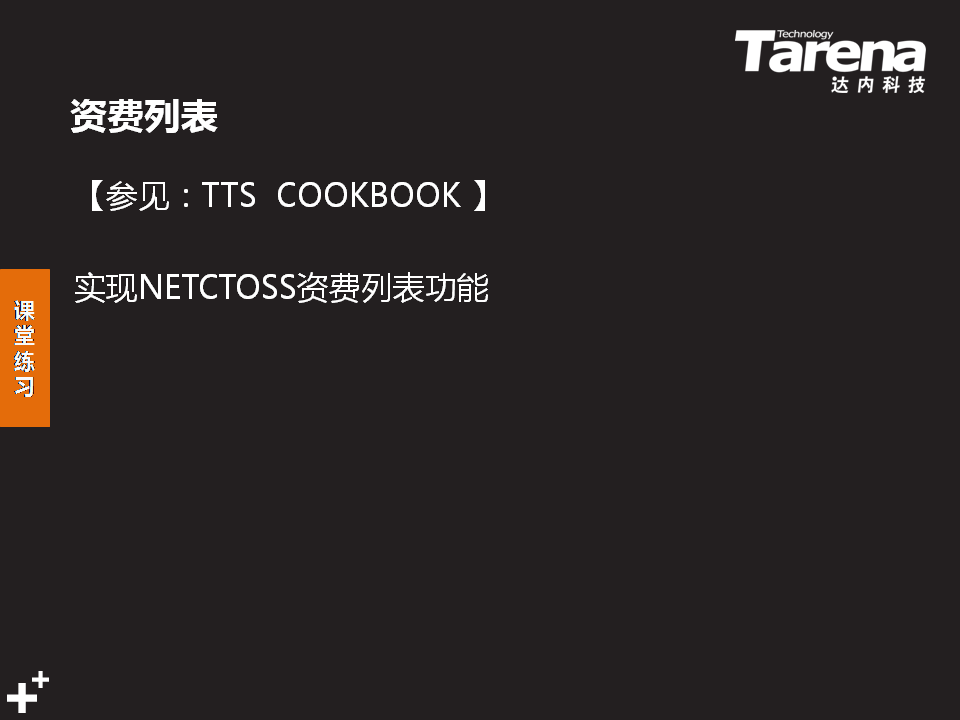 Technology
Tarena
达内科技
资费列表
【参见：TTS COOKBOOK 】
实现NETCTOSS资费列表功能
课
堂
练
习